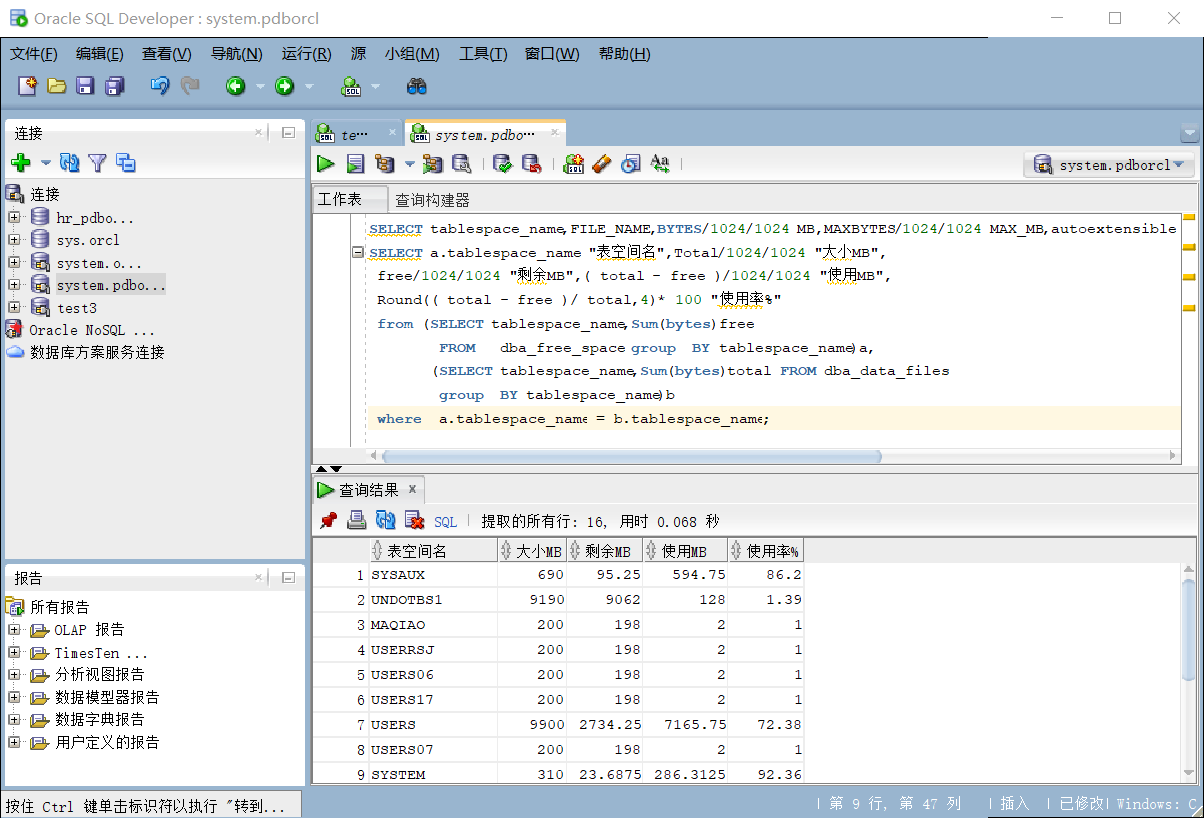 Oracle SQL Developer : system.pdborcl
文件(F) 编辑(E) 查看(V) 导航(N) 运行(R) 源 小组(M) 工具(T) 窗口(W) 帮助(H)
连接
连接
hr_pdbo...
sys.orcl
system.o...
system.pdbo...
test3
Oracle NoSQL ...
数据库方案服务连接
报告
所有报告
OLAP 报告
TimesTen ...
分析视图报告
数据模型器报告
数据字典报告
用户定义的报告
te… system.pdbo…
system.pdborcl
工作表 查询构建器
SELECT tablespace_name,FILE_NAME,BYTES/1024/1024 MB,MAXBYTES/1024/1024 MAX_MB,autoextensible
SELECT a.tablespace_name "表空间名",Total/1024/1024 "大小MB",
free/1024/1024 "剩余MB",( total - free )/1024/1024 "使用MB",
Round(( total - free )/ total,4)* 100 "使用率%"
from (SELECT tablespace_name,Sum(bytes)free
FROM dba_free_space group BY tablespace_name)a,
(SELECT tablespace_name,Sum(bytes)total FROM dba_data_files
group BY tablespace_name)b
where a.tablespace_name = b.tablespace_name;
查询结果
SQL 提取的所有行: 16, 用时 0.068 秒
表空间名 大小MB 剩余MB 使用MB 使用率%
1 SYSAUX 690 95.25 594.75 86.2
2 UNDOTBS1 9190 9062 128 1.39
3 MAQIAO 200 198 2 1
4 USERRSJ 200 198 2 1
5 USERS06 200 198 2 1
6 USERS17 200 198 2 1
7 USERS 9900 2734.25 7165.75 72.38
8 USERS07 200 198 2 1
9 SYSTEM 310 23.6875 286.3125 92.36
按住 Ctrl 键单击标识符以执行 "转到...
第 9 行, 第 47 列 插入 已修改 Windows: C